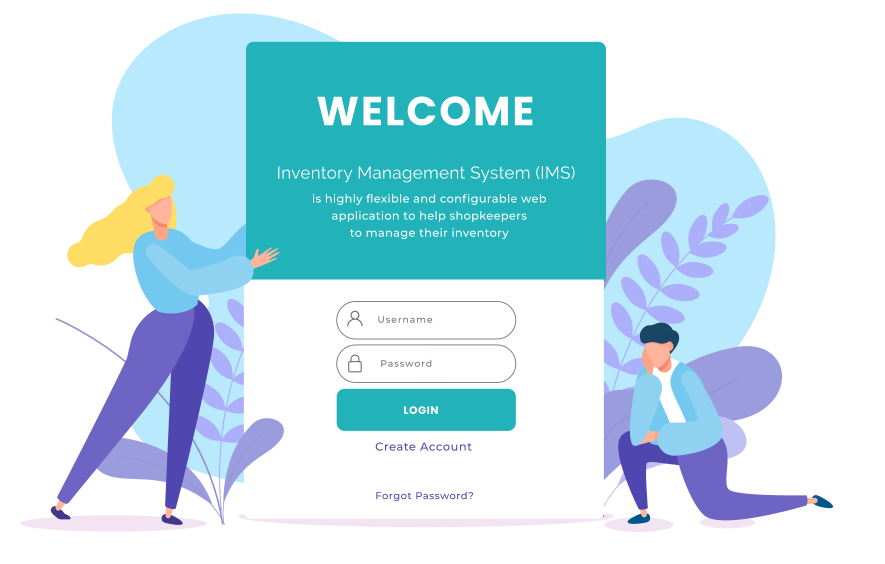 WELCOME
Inventory Management System (IMS)
is highly flexible and configurable web
application to help shopkeepers
to manage their inventory
Username
Password
LOGIN
Create Account
Forgot Password?